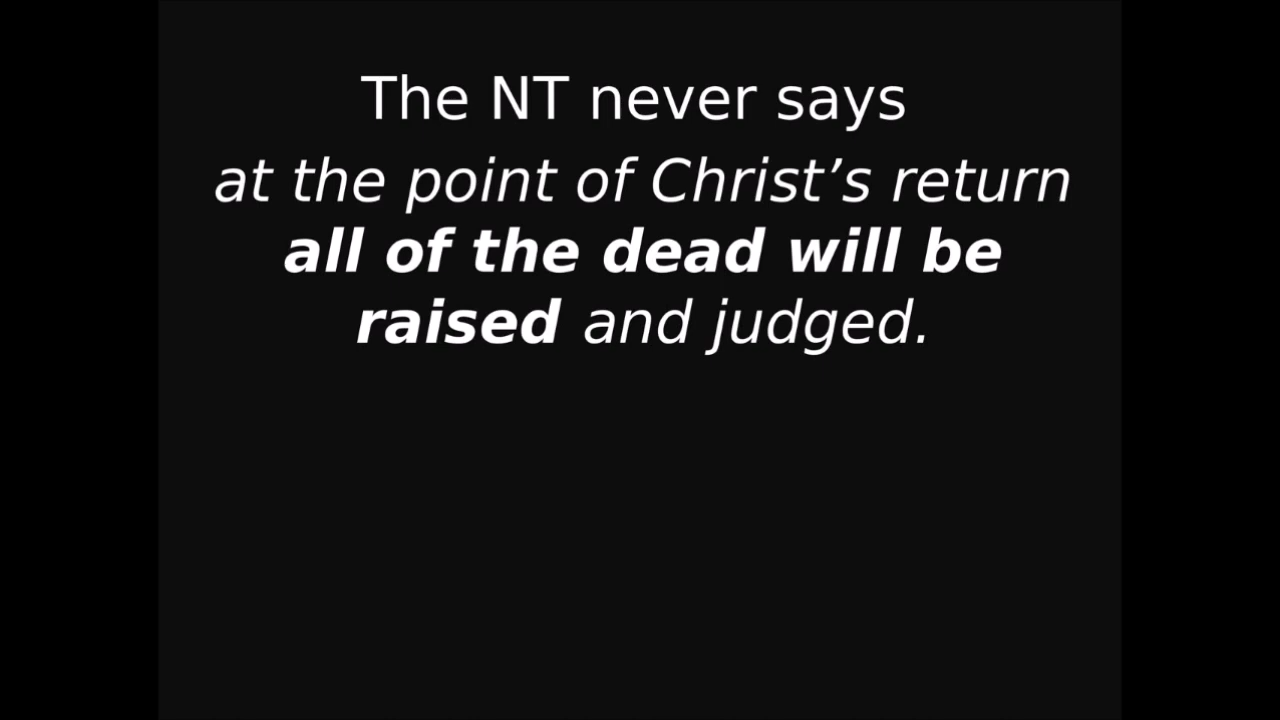 The NT never says
at the point of Christ’s return
all of the dead will be
raised and judged.